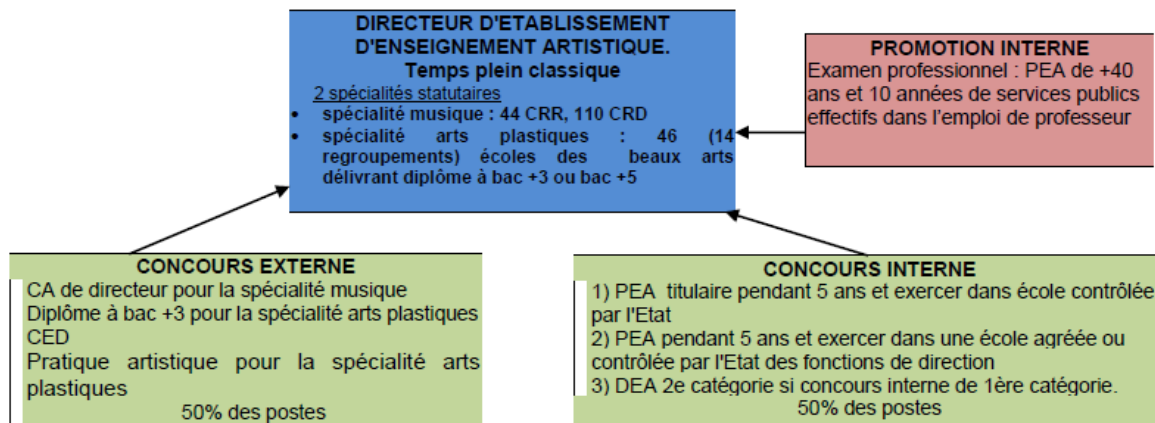 DIRECTEUR D'ETABLISSEMENT
D'ENSEIGNEMENT ARTISTIQUE.
Temps plein classique
2 spécialités statutaires
• spécialité musique : 44 CRR, 110 CRD
• spécialité arts plastiques : 46 (14
regroupements) écoles des beaux arts
délivrant diplôme à bac +3 ou bac +5
PROMOTION INTERNE
Examen professionnel : PEA de +40
ans et 10 années de services publics
effectifs dans l'emploi de professeur
CONCOURS EXTERNE
CA de directeur pour la spécialité musique
Diplôme à bac +3 pour la spécialité arts plastiques
CED
Pratique artistique pour la spécialité arts
plastiques
50% des postes
CONCOURS INTERNE
1) PEA titulaire pendant 5 ans et exercer dans école contrôlée
par l'Etat
2) PEA pendant 5 ans et exercer dans une école agréée ou
contrôlée par l'Etat des fonctions de direction
3) DEA 2e catégorie si concours interne de 1ère catégorie.
50% des postes